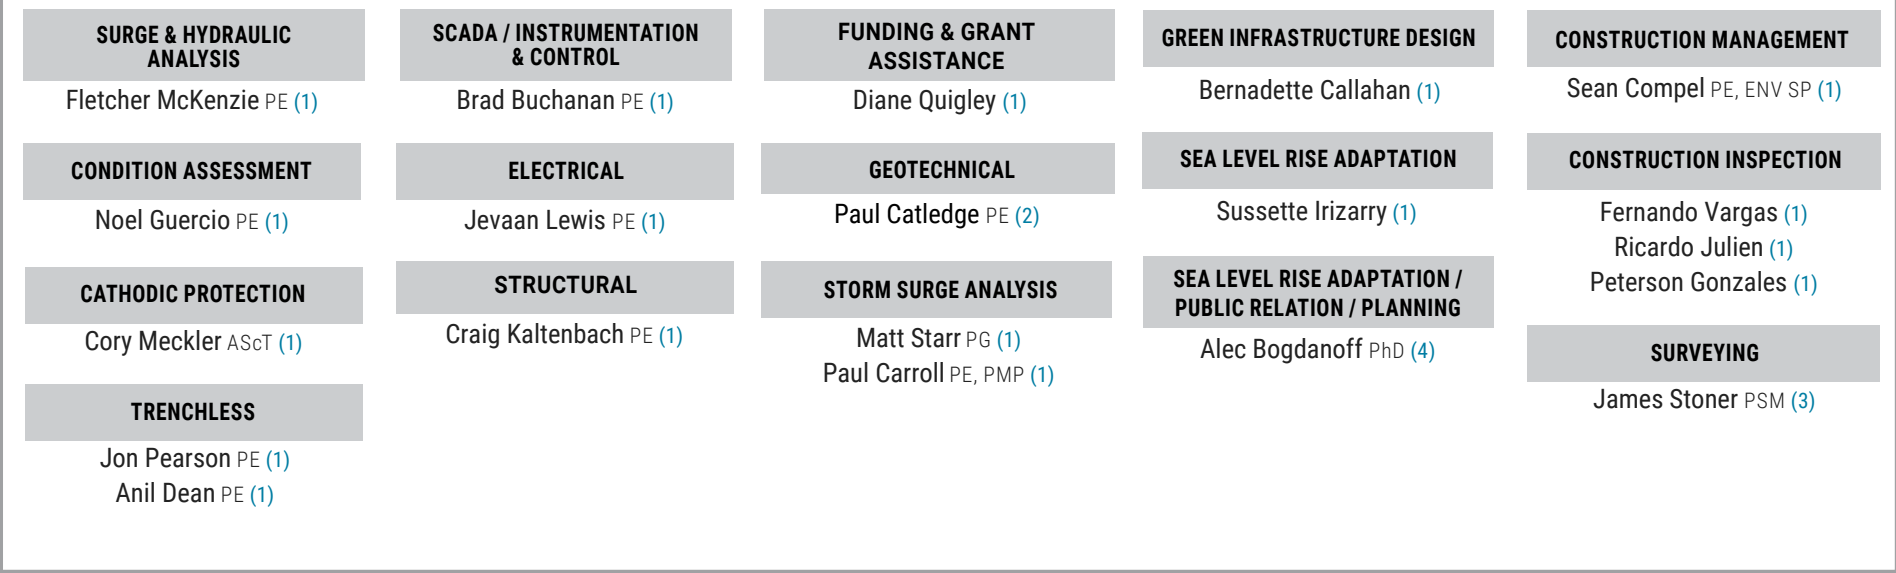 SURGE & HYDRAULIC
ANALYSIS
Fletcher McKenzie PE (1)
CONDITION ASSESSMENT
Noel Guercio PE (1)
CATHODIC PROTECTION
Cory Meckler AScT (1)
TRENCHLESS
Jon Pearson PE (1)
Anil Dean PE (1)
SCADA / INSTRUMENTATION
& CONTROL
Brad Buchanan PE (1)
ELECTRICAL
Jevaan Lewis PE (1)
STRUCTURAL
Craig Kaltenbach PE (1)
FUNDING & GRANT
ASSISTANCE
Diane Quigley (1)
GEOTECHNICAL
Paul Catledge PE (2)
STORM SURGE ANALYSIS
Matt Starr PG (1)
Paul Carroll PE, PMP (1)
GREEN INFRASTRUCTURE DESIGN
Bernadette Callahan (1)
SEA LEVEL RISE ADAPTATION
Sussette Irizarry (1)
SEA LEVEL RISE ADAPTATION /
PUBLIC RELATION / PLANNING
Alec Bogdanoff PhD (4)
CONSTRUCTION MANAGEMENT
Sean Compel PE, ENV SP (1)
CONSTRUCTION INSPECTION
Fernando Vargas (1)
Ricardo Julien (1)
Peterson Gonzales (1)
SURVEYING
James Stoner PSM (3)